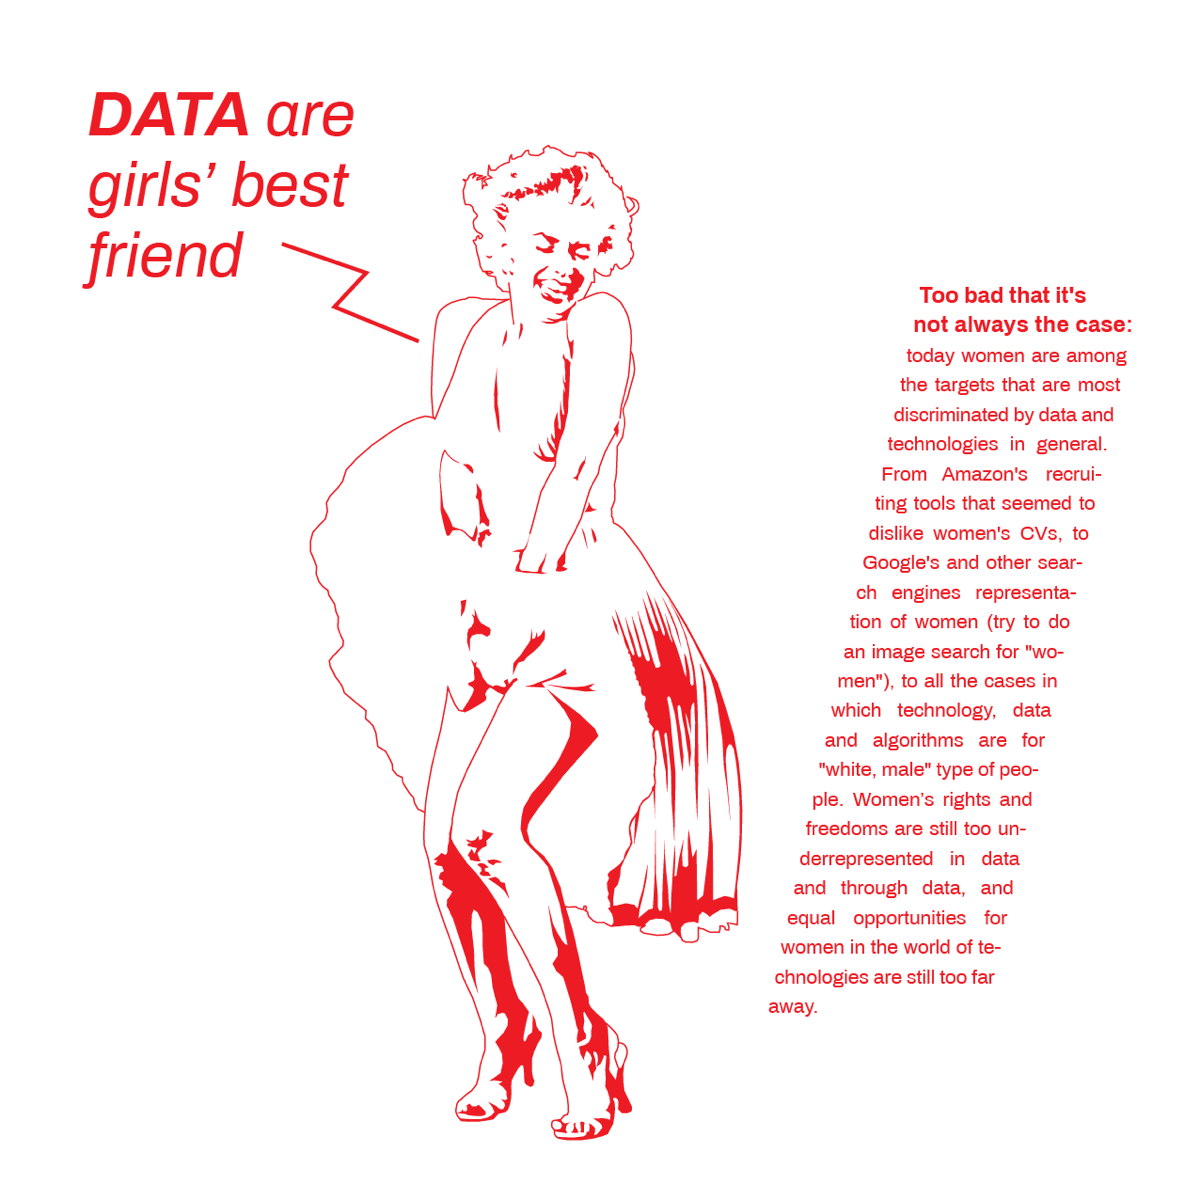 DATA are
girls’ best
friend
Too bad that it's
not always the case:
today women are among
the targets that are most
discriminated by data and
technologies in general.
From Amazon's recrui-
ting tools that seemed to
dislike women's CVs, to
Google's and other sear-
ch engines representa-
tion of women (try to do
an image search for "wo-
men"), to all the cases in
which technology, data
and algorithms are for
"white, male" type of peo-
ple. Women’s rights and
freedoms are still too un-
derrepresented in data
and through data, and
equal opportunities for
women in the world of te-
chnologies are still too far
away.